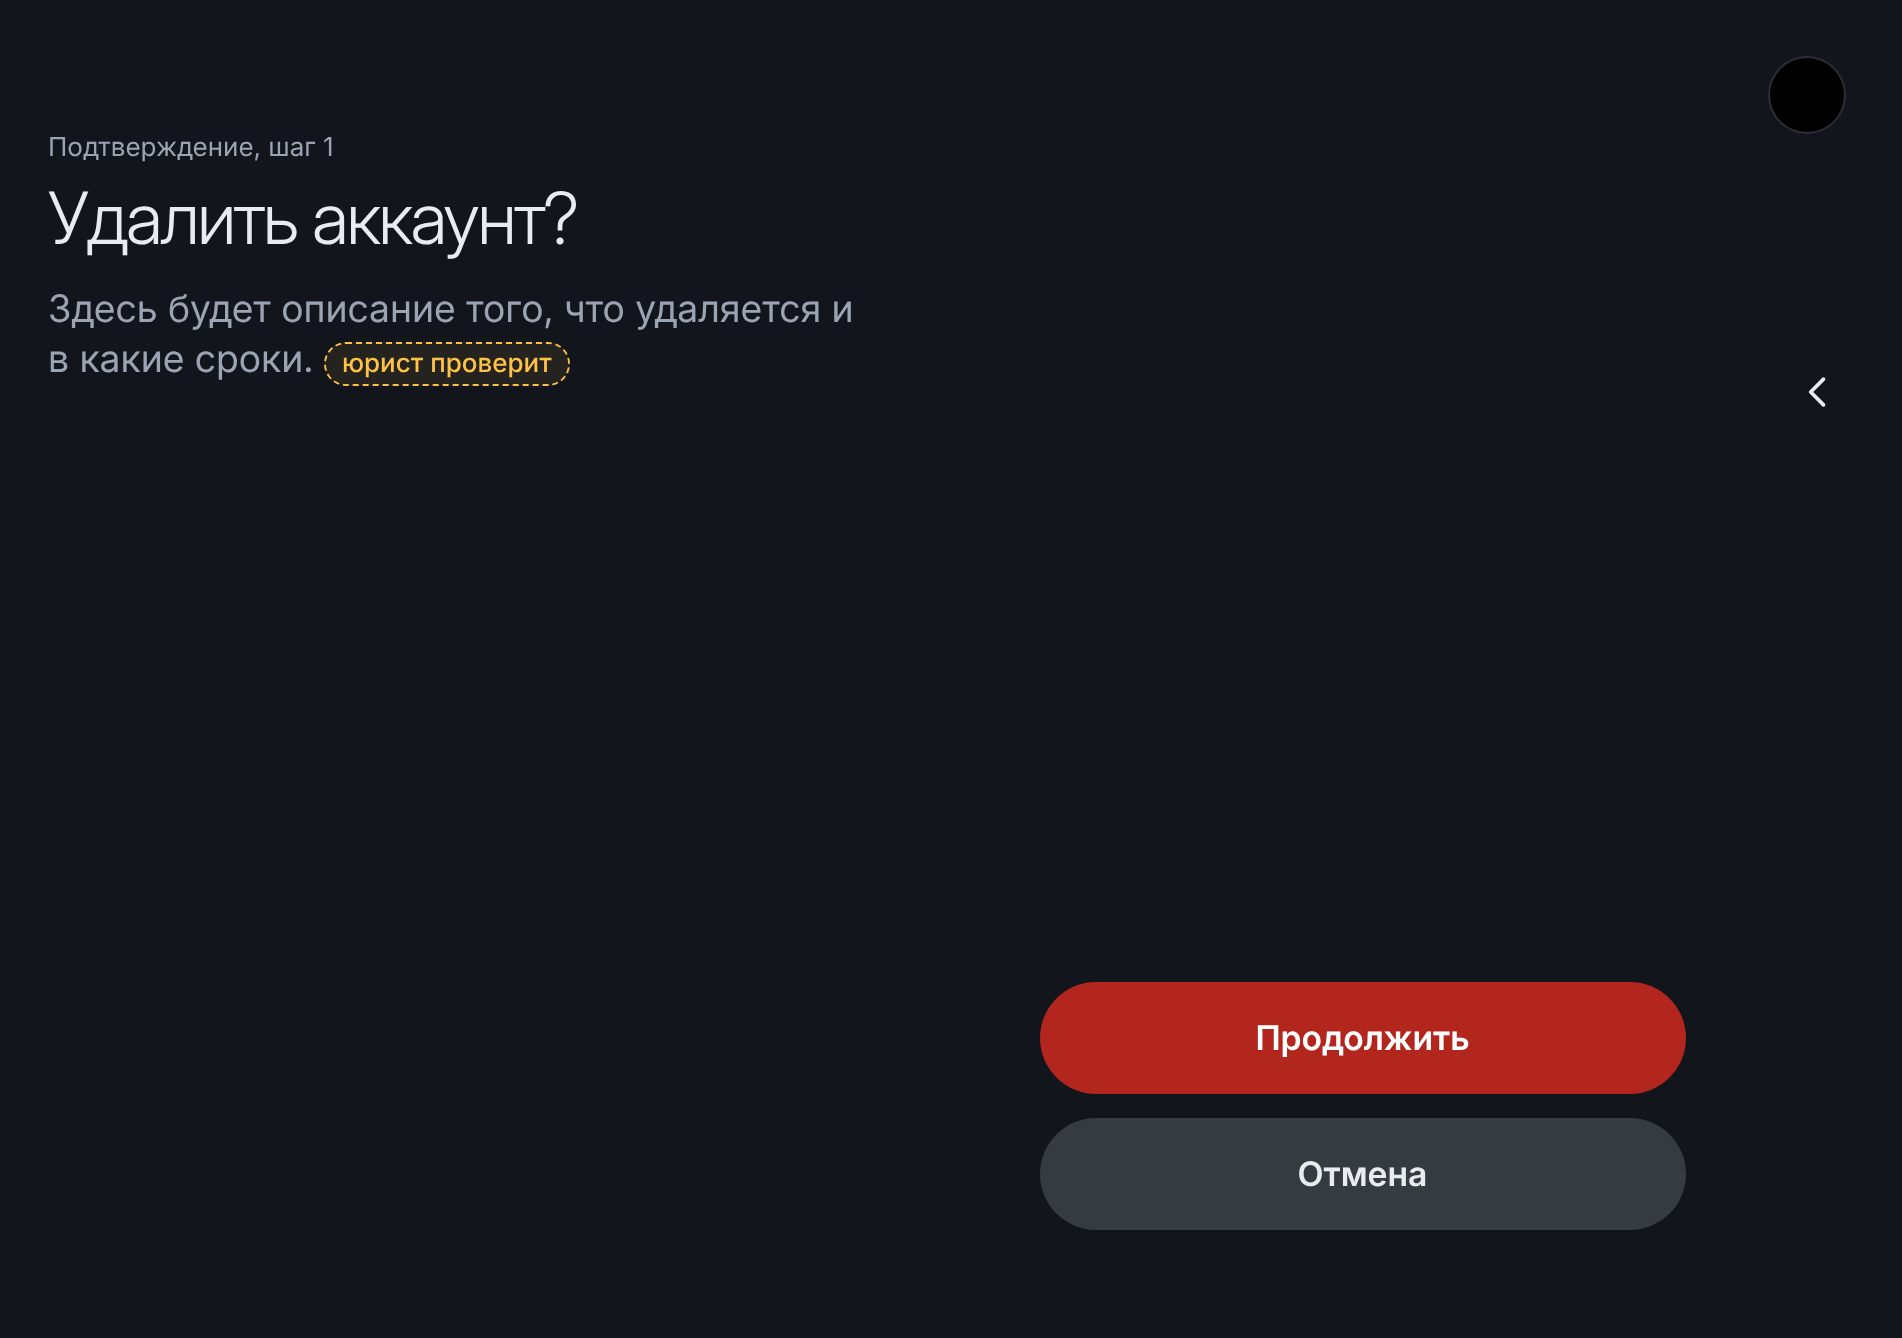 Подтверждение, шаг 1
Удалить аккаунт?
Здесь будет описание того, что удаляется и
в какие сроки. юрист проверит
Продолжить
Отмена